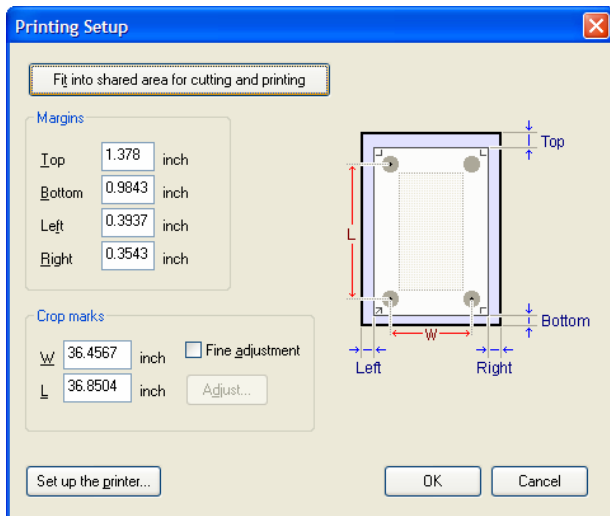 Printing Setup
Fit into shared area for cutting and printing
Margins
Top 1.378 inch
Bottom 0.9843 inch
Left 0.3937 inch
Right 0.3543 inch
Top
L
W
Bottom
Left Right
Crop marks
W 36.4567 inch Fine adjustment
L 36.8504 inch Adjust...
Set up the printer... OK Cancel